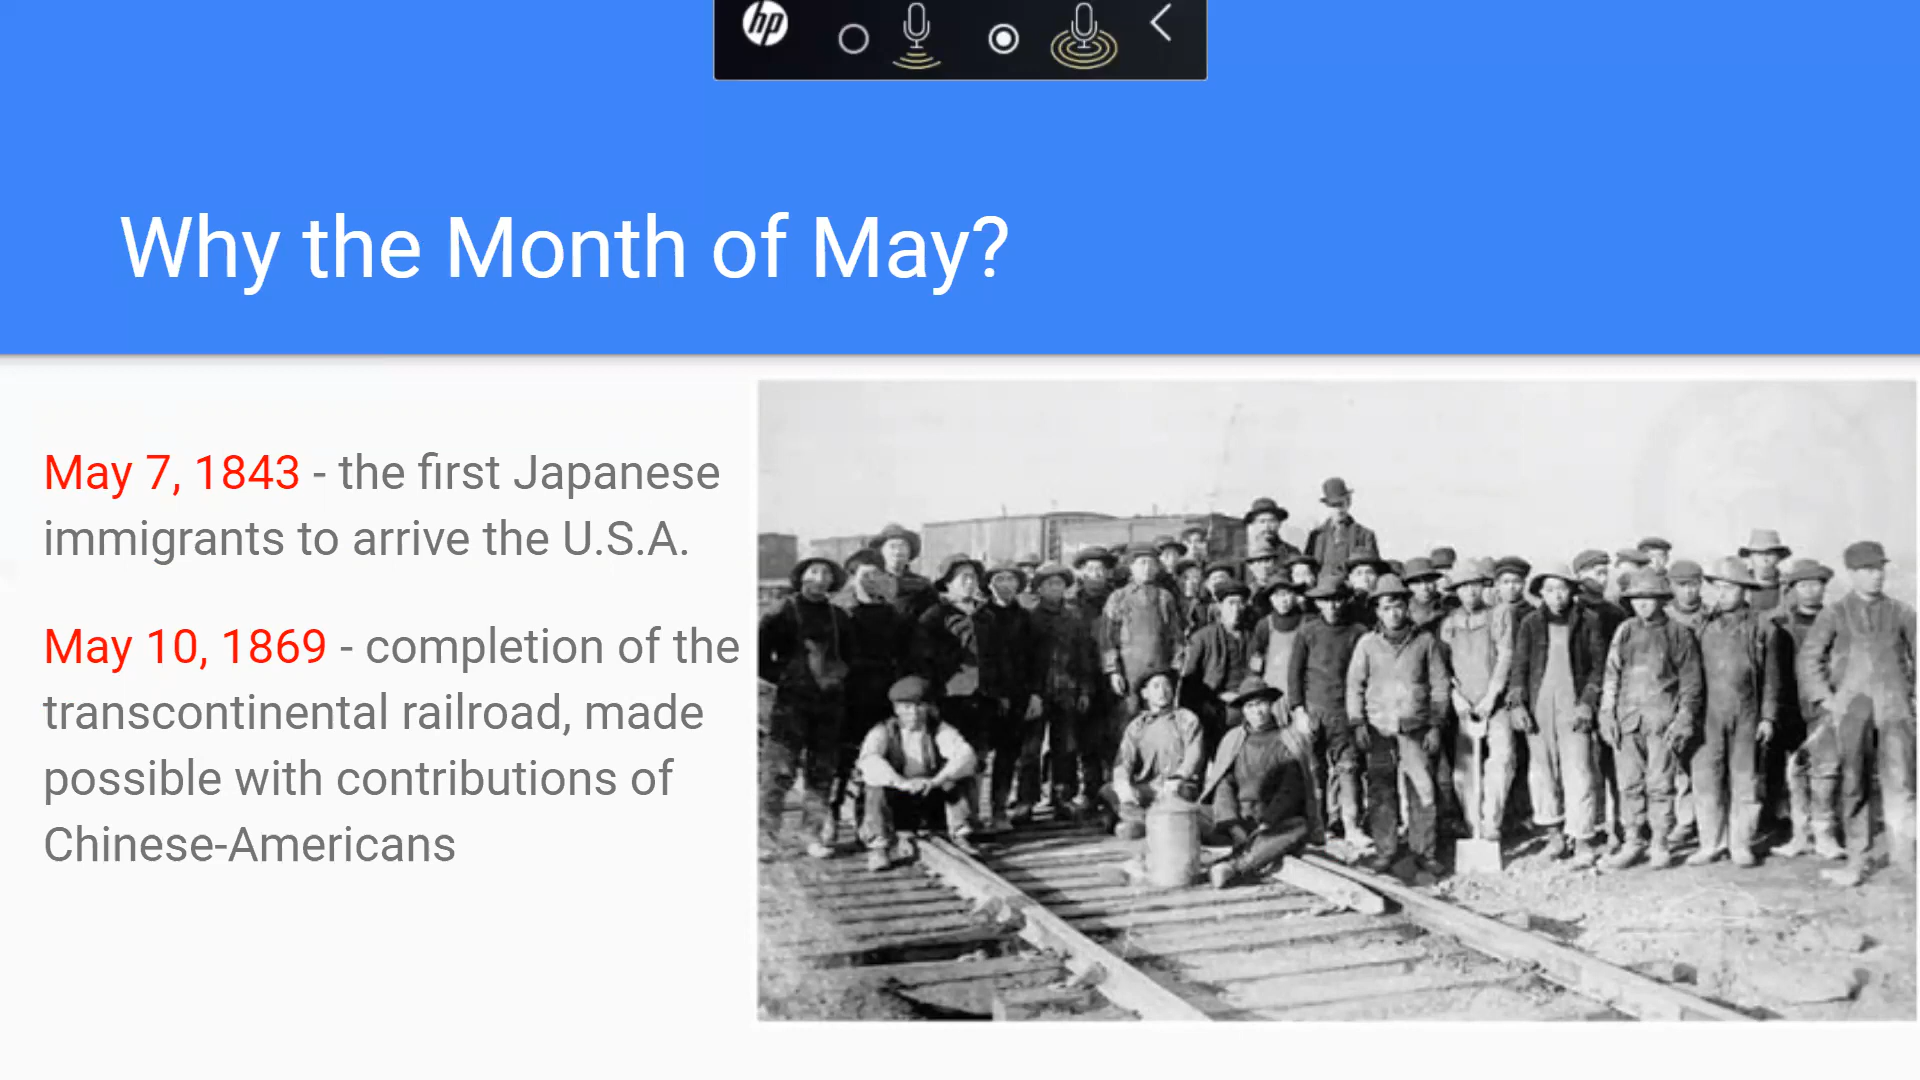 hp
Why the Month of May?
May 7, 1843 - the first Japanese
immigrants to arrive the U.S.A.
May 10, 1869 - completion of the
transcontinental railroad, made
possible with contributions of
Chinese-Americans